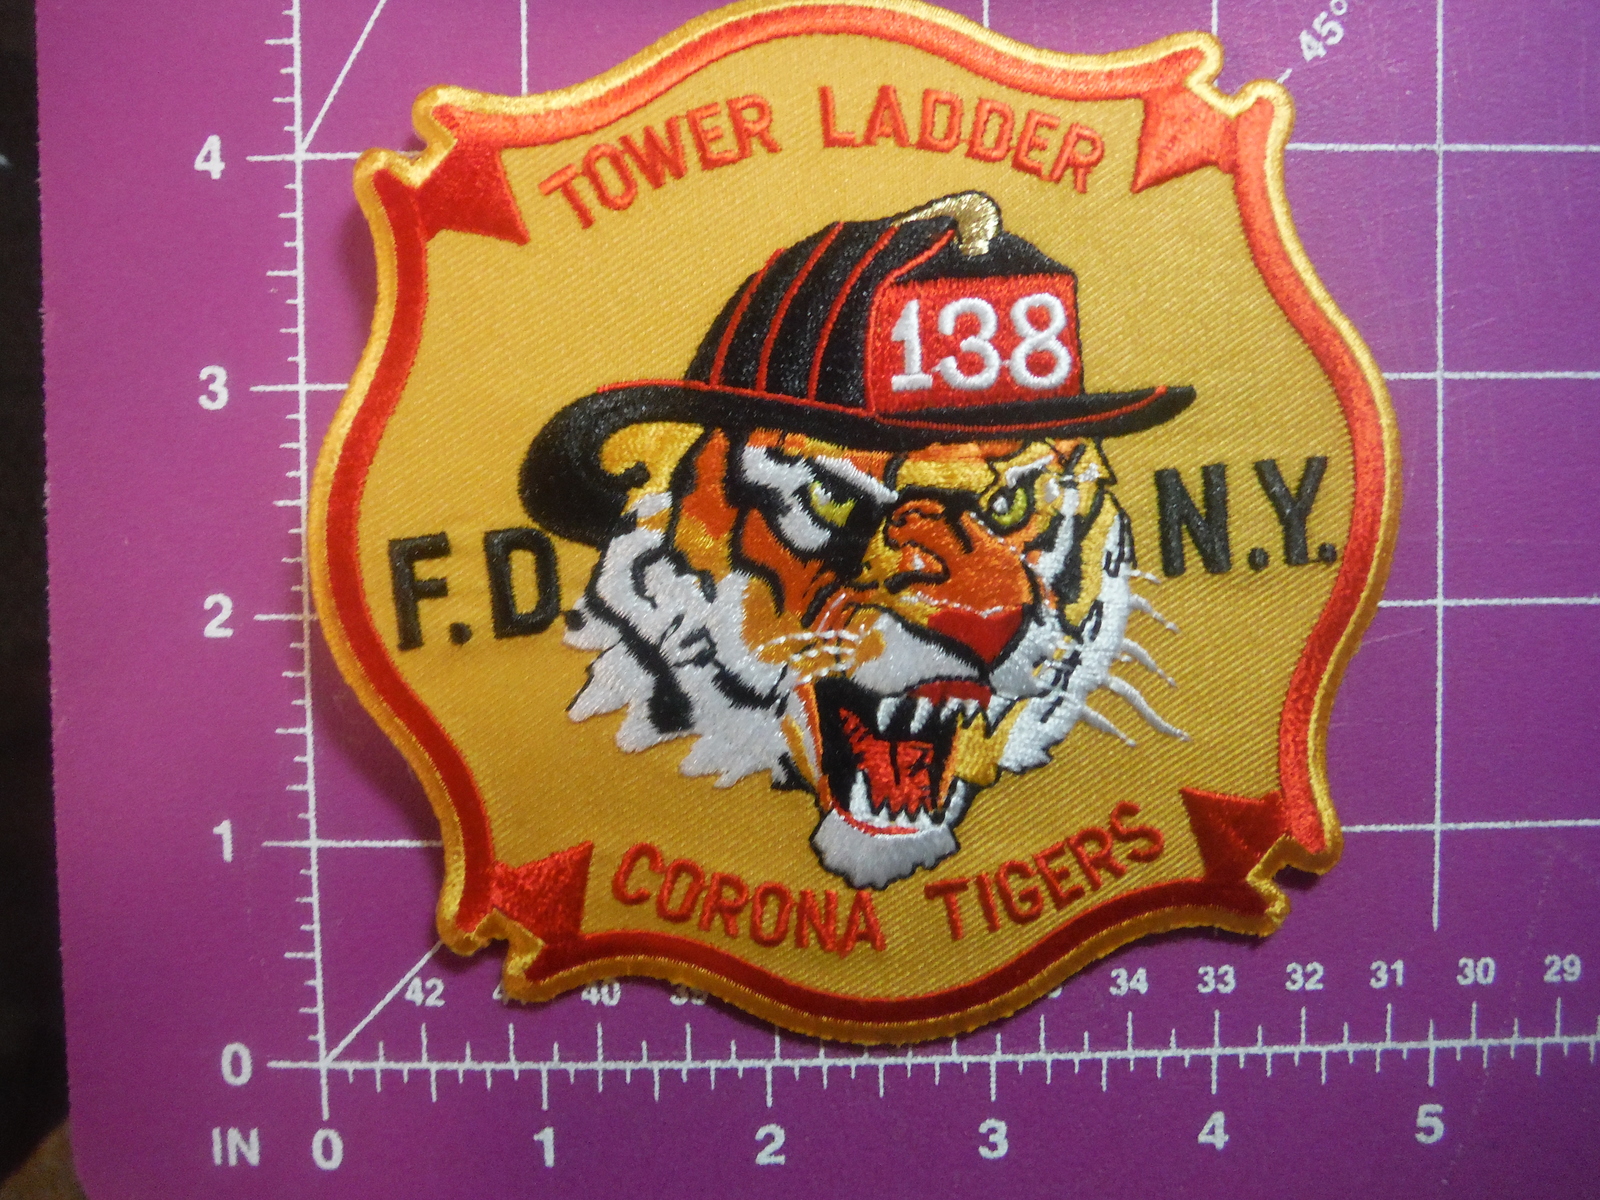 TOWER LADDER
138
F.D. N.Y.
CORONA TIGERS
45°
4
3
2
1
0
42 40 34 33 32 31 30 29
IN 0 1 2 3 4 5